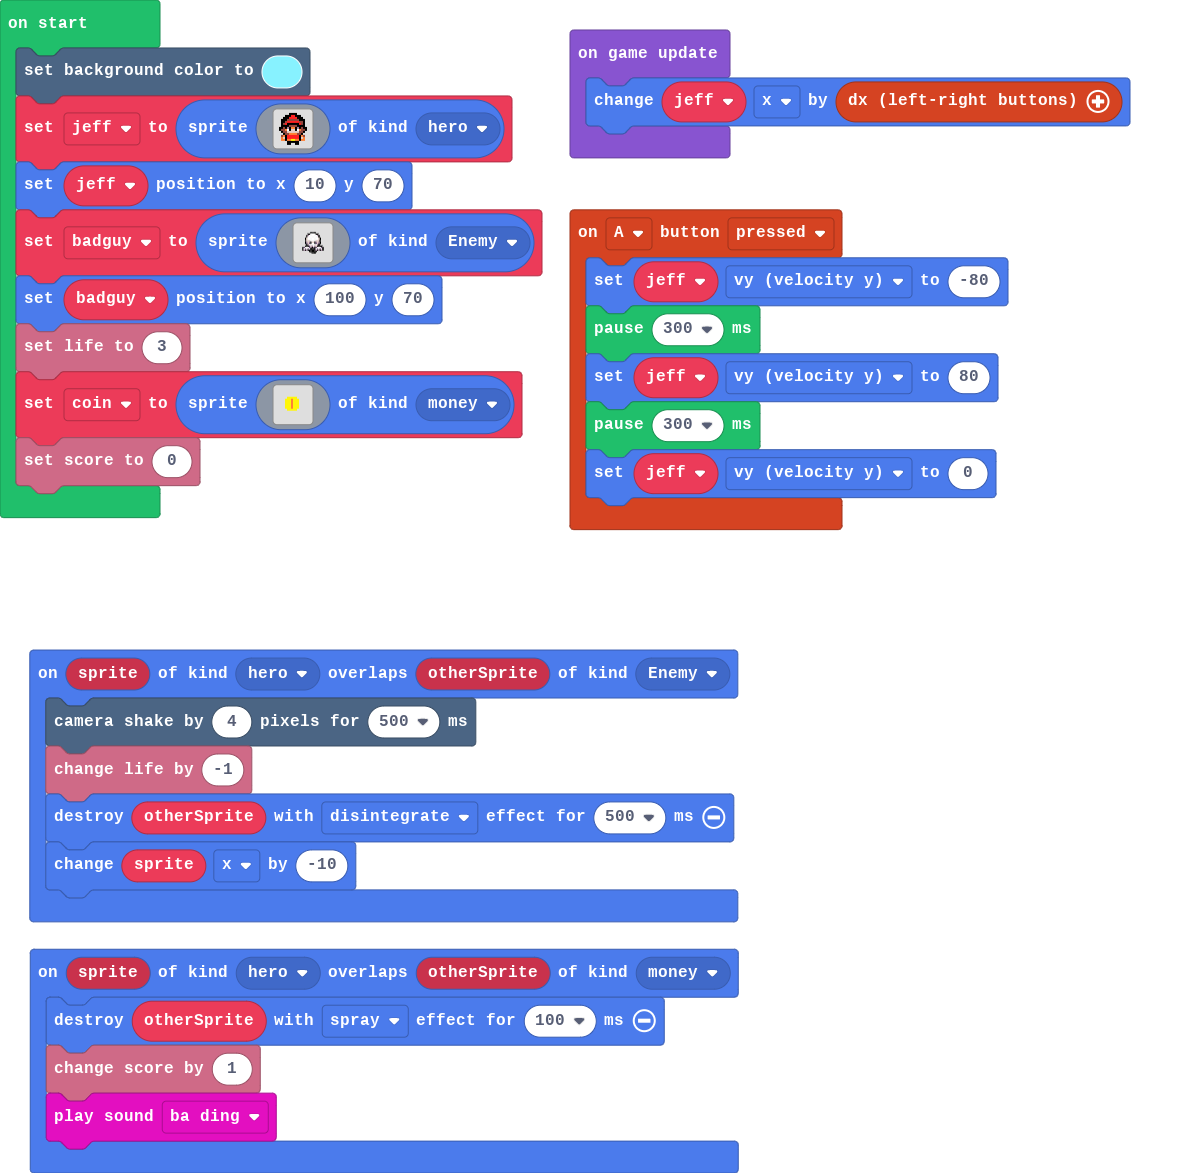 on start
set background color to
set jeff to sprite of kind hero
set jeff position to x 10 y 70
set badguy to sprite of kind Enemy
set badguy position to x 100 y 70
set life to 3
set coin to sprite of kind money
set score to 0
on game update
change jeff x by dx (left-right buttons)
on A button pressed
set jeff vy (velocity y) to -80
pause 300 ms
set jeff vy (velocity y) to 80
pause 300 ms
set jeff vy (velocity y) to 0
on sprite of kind hero overlaps otherSprite of kind Enemy
camera shake by 4 pixels for 500 ms
change life by -1
destroy otherSprite with disintegrate effect for 500 ms
change sprite x by -10
on sprite of kind hero overlaps otherSprite of kind money
destroy otherSprite with spray effect for 100 ms
change score by 1
play sound ba ding